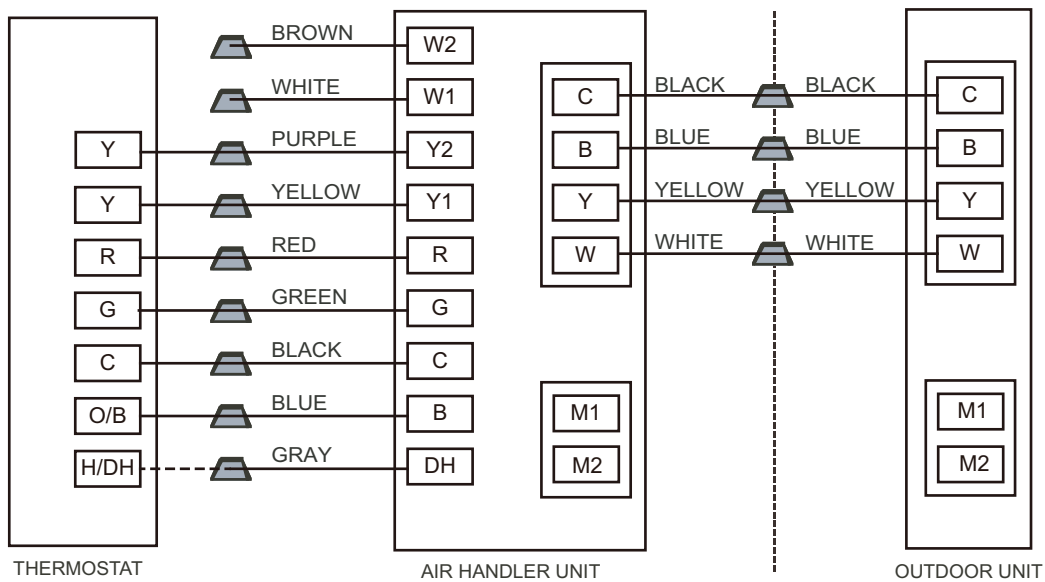 BROWN
W2
WHITE
W1
C
BLACK
BLACK
C
Y
PURPLE
Y2
B
BLUE
BLUE
B
Y
YELLOW
Y1
Y
YELLOW
YELLOW
Y
R
RED
R
W
WHITE
WHITE
W
G
GREEN
G
C
BLACK
C
O/B
BLUE
B
M1
M1
H/DH
GRAY
DH
M2
M2
THERMOSTAT
AIR HANDLER UNIT
OUTDOOR UNIT